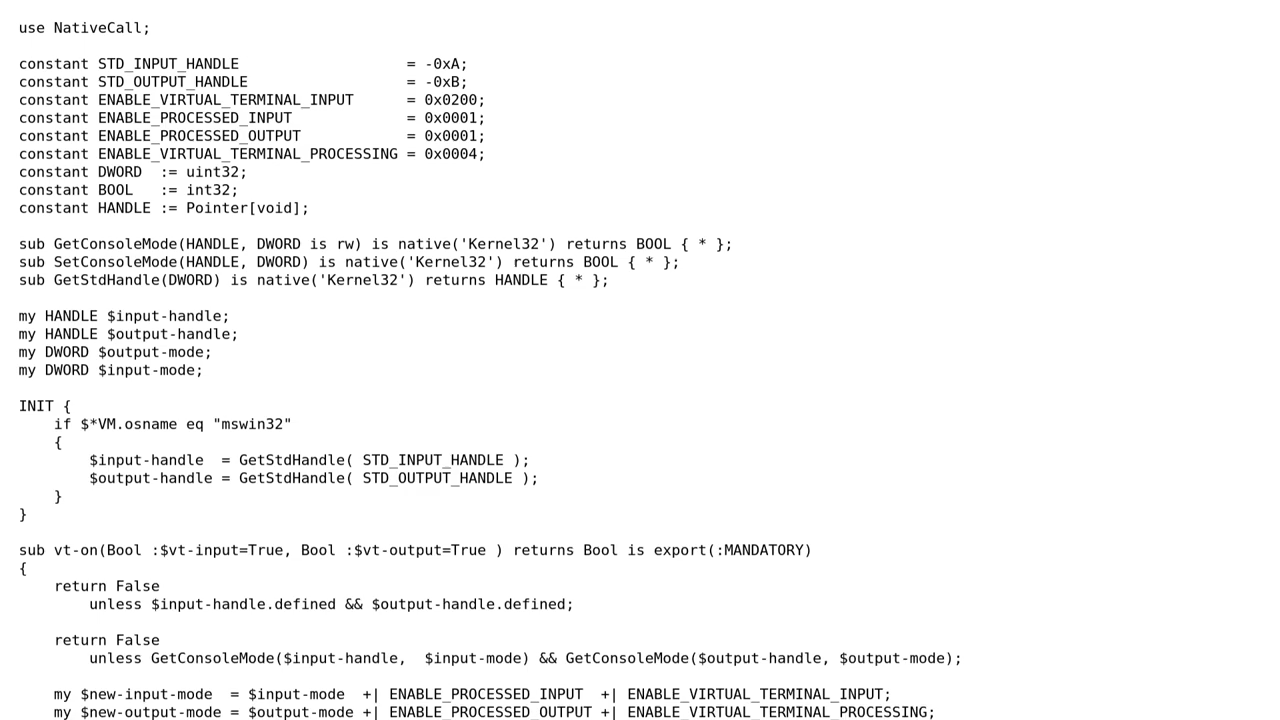 use NativeCall;

constant STD_INPUT_HANDLE                   = -0xA;
constant STD_OUTPUT_HANDLE                  = -0xB;
constant ENABLE_VIRTUAL_TERMINAL_INPUT      = 0x0200;
constant ENABLE_PROCESSED_INPUT             = 0x0001;
constant ENABLE_PROCESSED_OUTPUT            = 0x0001;
constant ENABLE_VIRTUAL_TERMINAL_PROCESSING = 0x0004;
constant DWORD  := uint32;
constant BOOL   := int32;
constant HANDLE := Pointer[void];

sub GetConsoleMode(HANDLE, DWORD is rw) is native('Kernel32') returns BOOL { * };
sub SetConsoleMode(HANDLE, DWORD) is native('Kernel32') returns BOOL { * };
sub GetStdHandle(DWORD) is native('Kernel32') returns HANDLE { * };

my HANDLE $input-handle;
my HANDLE $output-handle;
my DWORD $output-mode;
my DWORD $input-mode;

INIT {
    if $*VM.osname eq "mswin32"
    {
        $input-handle  = GetStdHandle( STD_INPUT_HANDLE );
        $output-handle = GetStdHandle( STD_OUTPUT_HANDLE );
    }
}

sub vt-on(Bool :$vt-input=True, Bool :$vt-output=True ) returns Bool is export(:MANDATORY)
{
    return False
        unless $input-handle.defined && $output-handle.defined;

    return False
        unless GetConsoleMode($input-handle,  $input-mode) && GetConsoleMode($output-handle, $output-mode);

    my $new-input-mode  = $input-mode  +| ENABLE_PROCESSED_INPUT  +| ENABLE_VIRTUAL_TERMINAL_INPUT;
    my $new-output-mode = $output-mode +| ENABLE_PROCESSED_OUTPUT +| ENABLE_VIRTUAL_TERMINAL_PROCESSING;